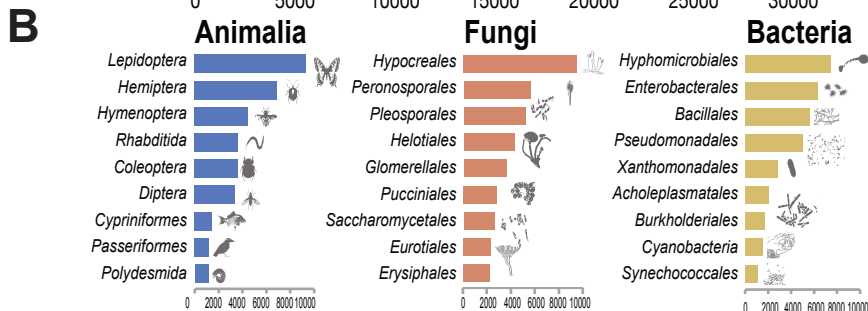 0 5000 10000 15000 20000 25000 30000
B
Animalia
Lepidoptera
Hemiptera
Hymenoptera
Rhabditida
Coleoptera
Diptera
Cypriniformes
Passeriformes
Polydesmida
0 2000 4000 6000 8000 10000
Fungi
Hypocreales
Peronosporales
Pleosporales
Helotiales
Glomerellales
Pucciniales
Saccharomycetales
Eurotiales
Erysiphales
0 2000 4000 6000 8000 10000
Bacteria
Hyphomicrobiales
Enterobacterales
Bacillales
Pseudomonadales
Xanthomonadales
Acholeplasmatales
Burkholderiales
Cyanobacteria
Synechococcales
0 2000 4000 6000 8000 10000